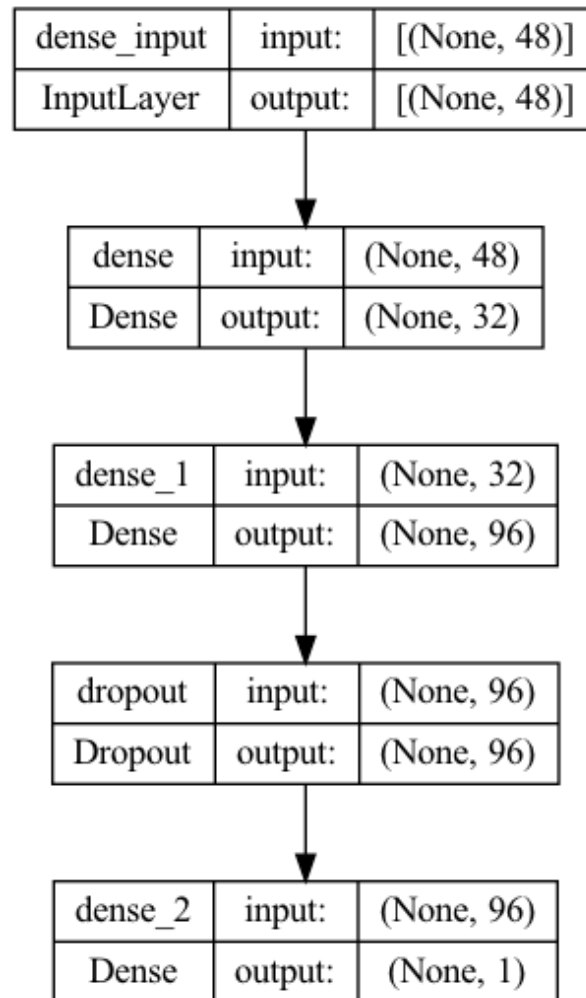 dense_input input: [(None, 48)]
InputLayer output: [(None, 48)]
dense input: (None, 48)
Dense output: (None, 32)
dense_1 input: (None, 32)
Dense output: (None, 96)
dropout input: (None, 96)
Dropout output: (None, 96)
dense_2 input: (None, 96)
Dense output: (None, 1)